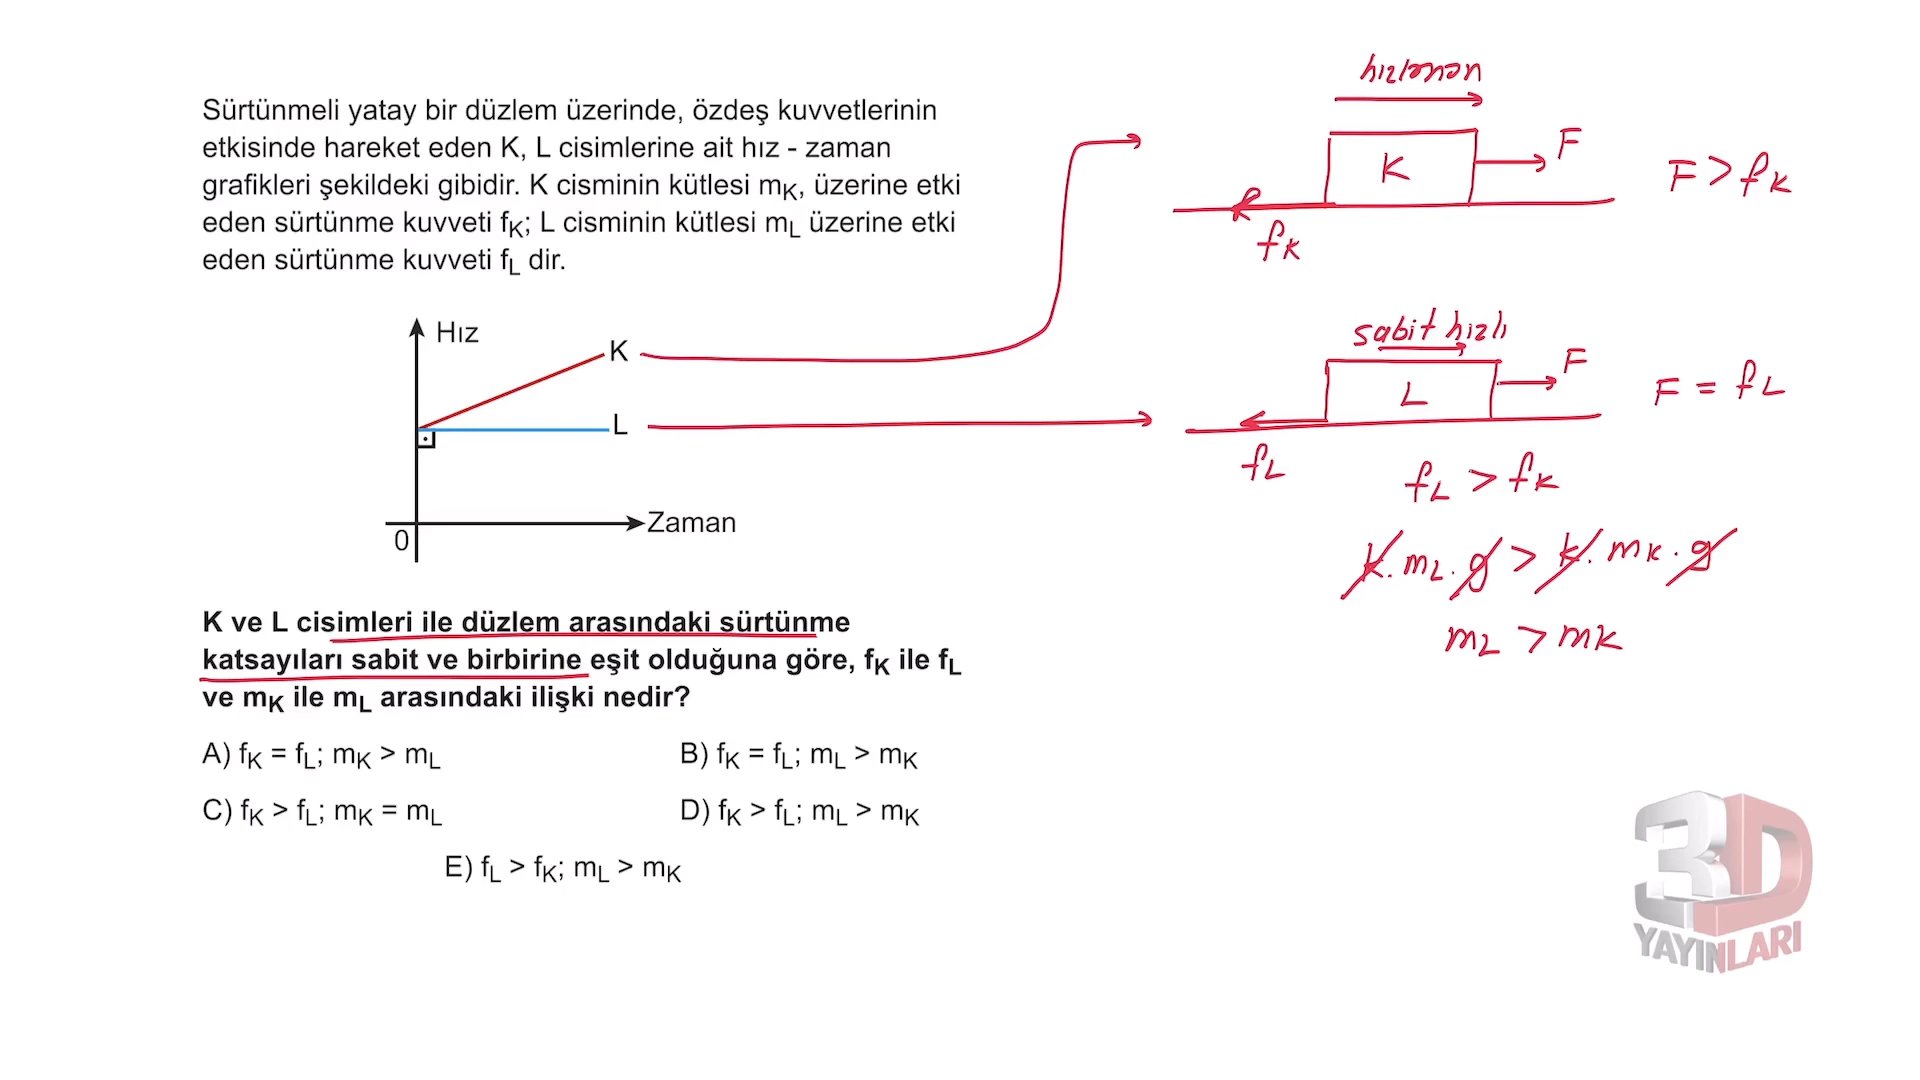 Sürtünmeli yatay bir düzlem üzerinde, özdeş kuvvetlerinin
etkisinde hareket eden K, L cisimlerine ait hız - zaman
grafikleri şekildeki gibidir. K cisminin kütlesi mK, üzerine etki
eden sürtünme kuvveti fK; L cisminin kütlesi mL üzerine etki
eden sürtünme kuvveti fL dir.
Hız
K
L
Zaman
0
K ve L cisimleri ile düzlem arasındaki sürtünme
katsayıları sabit ve birbirine eşit olduğuna göre, fK ile fL
ve mK ile mL arasındaki ilişki nedir?
A) fK = fL; mK > mL
B) fK = fL; mL > mK
C) fK > fL; mK = mL
D) fK > fL; mL > mK
E) fL > fK; mL > mK
hızlanan
K
F
F > fK
fK
sabit hızlı
L
F
F = fL
fL
fL > fK
k. mL. g > k. mK. g
mL > mK
3D
YAYINLARI